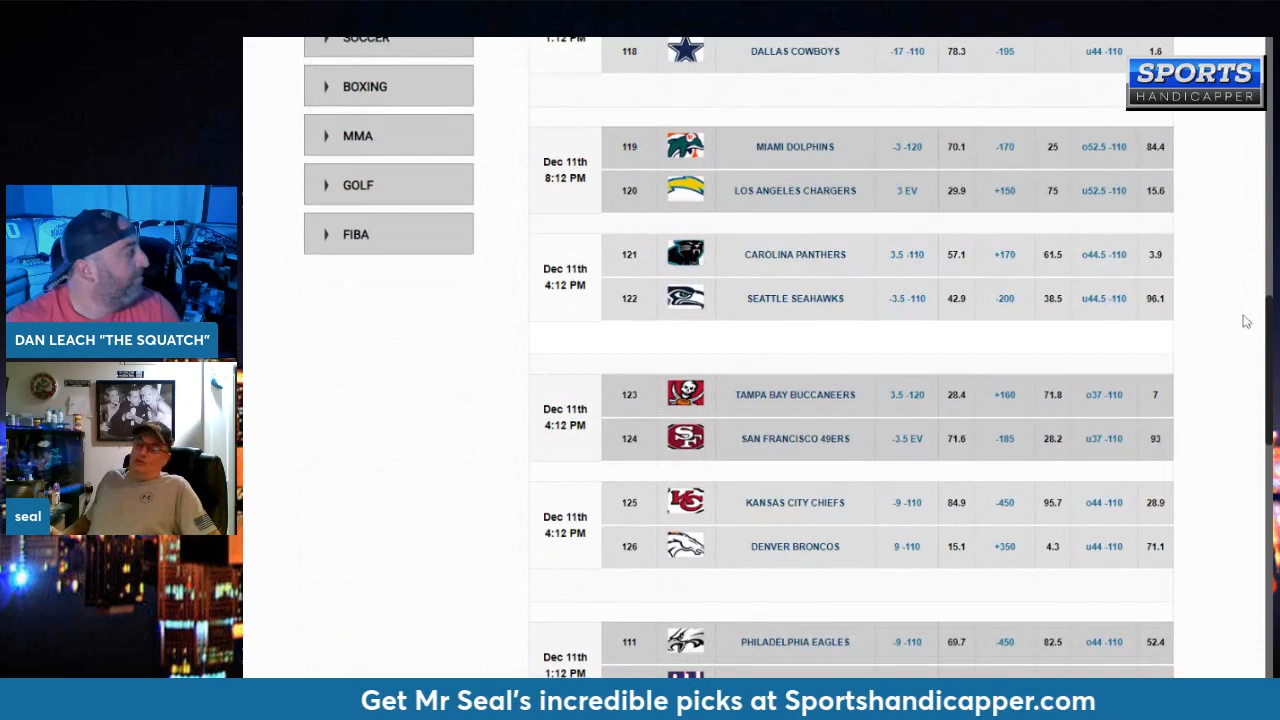 SOCCER
BOXING
MMA
GOLF
FIBA
1:12 PM
118 DALLAS COWBOYS -17 -110 78.3 -195 u44 -110 1.6
SPORTS
HANDICAPPER
Dec 11th
8:12 PM
119 MIAMI DOLPHINS -3 -120 70.1 -170 25 o52.5 -110 84.4
120 LOS ANGELES CHARGERS 3 EV 29.9 +150 75 u52.5 -110 15.6
Dec 11th
4:12 PM
121 CAROLINA PANTHERS 3.5 -110 57.1 +170 61.5 o44.5 -110 3.9
122 SEATTLE SEAHAWKS -3.5 -110 42.9 -200 38.5 u44.5 -110 96.1
Dec 11th
4:12 PM
123 TAMPA BAY BUCCANEERS 3.5 -120 28.4 +160 71.8 o37 -110 7
124 SAN FRANCISCO 49ERS -3.5 EV 71.6 -185 28.2 u37 -110 93
Dec 11th
4:12 PM
125 KANSAS CITY CHIEFS -9 -110 84.9 -450 95.7 o44 -110 28.9
126 DENVER BRONCOS 9 -110 15.1 +350 4.3 u44 -110 71.1
Dec 11th
1:12 PM
111 PHILADELPHIA EAGLES -9 -110 69.7 -450 82.5 o44 -110 52.4
DAN LEACH "THE SQUATCH"
seal
Get Mr Seal's incredible picks at Sportshandicapper.com